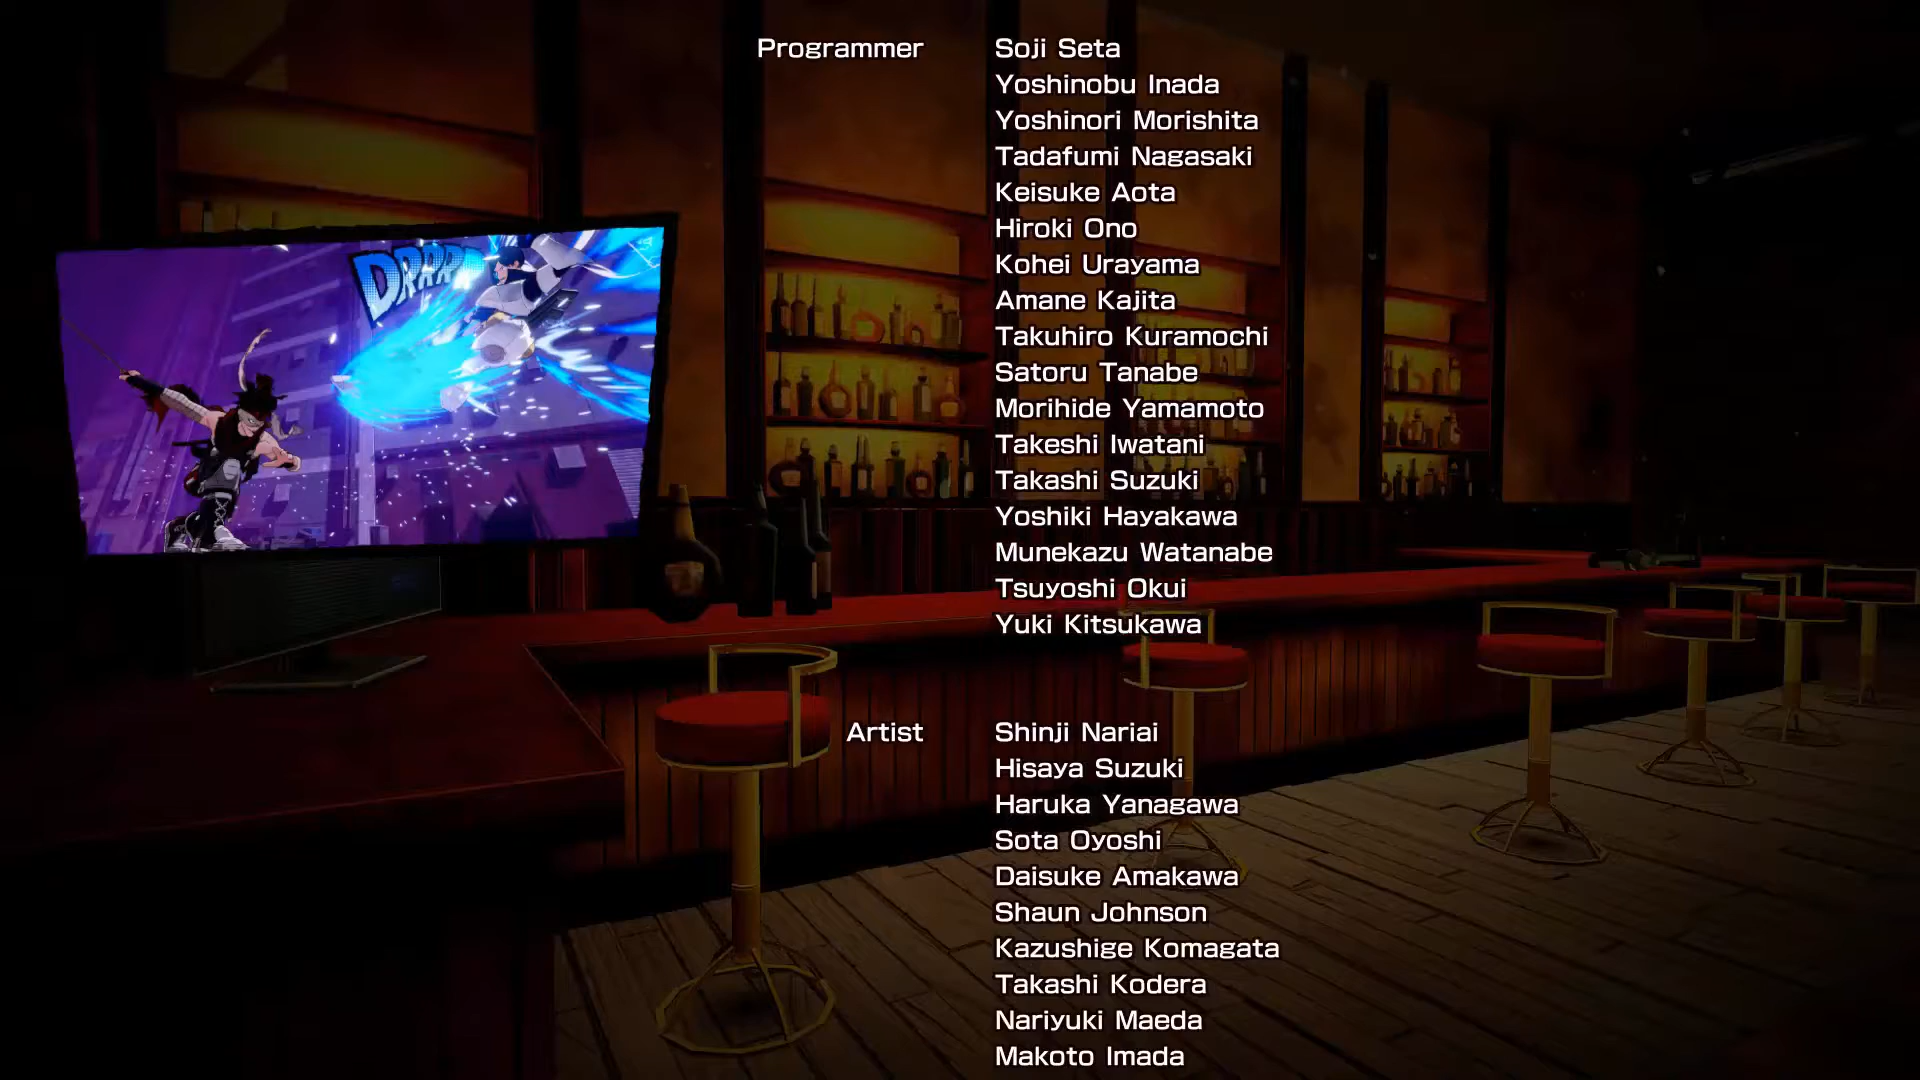 Programmer Soji Seta
Yoshinobu Inada
Yoshinori Morishita
Tadafumi Nagasaki
Keisuke Aota
Hiroki Ono
Kohei Urayama
Amane Kajita
Takuhiro Kuramochi
Satoru Tanabe
Morihide Yamamoto
Takeshi Iwatani
Takashi Suzuki
Yoshiki Hayakawa
Munekazu Watanabe
Tsuyoshi Okui
Yuki Kitsukawa
Artist Shinji Nariai
Hisaya Suzuki
Haruka Yanagawa
Sota Oyoshi
Daisuke Amakawa
Shaun Johnson
Kazushige Komagata
Takashi Kodera
Nariyuki Maeda
Makoto Imada